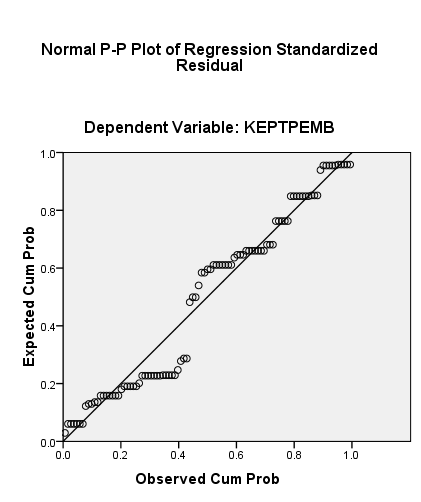 Normal P-P Plot of Regression Standardized
Residual
Dependent Variable: KEPTPEMB
Expected Cum Prob
1.0
0.8
0.6
0.4
0.2
0.0
0.0 0.2 0.4 0.6 0.8 1.0
Observed Cum Prob